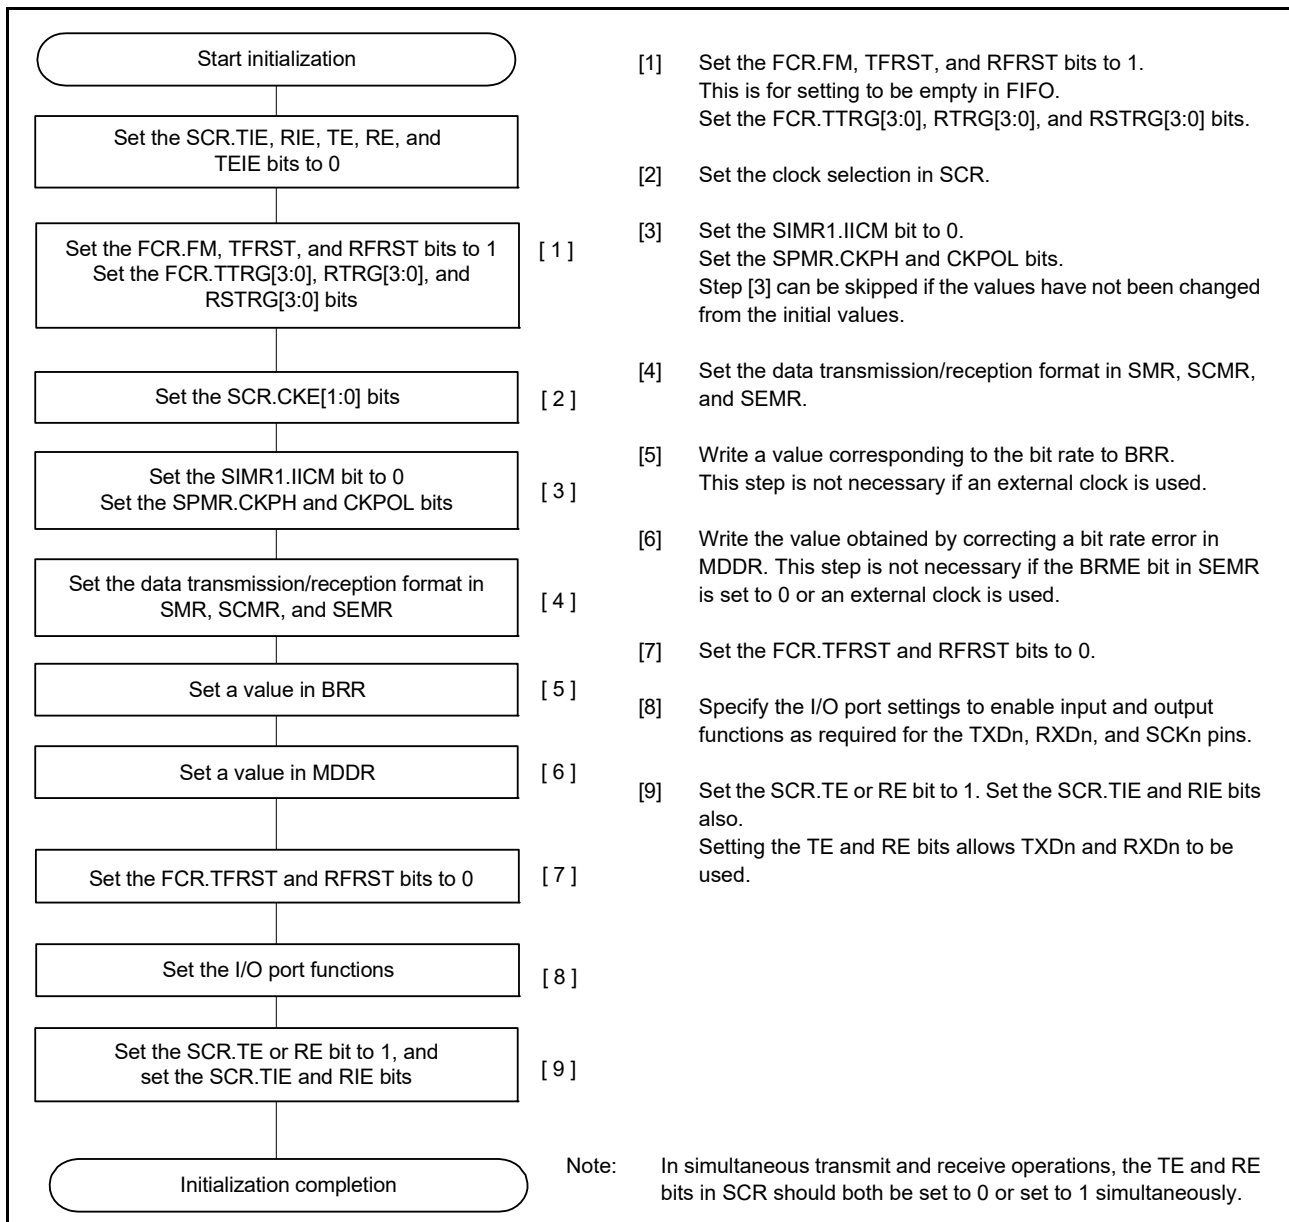 Start initialization
Set the SCR.TIE, RIE, TE, RE, and
TEIE bits to 0
Set the FCR.FM, TFRST, and RFRST bits to 1
Set the FCR.TTRG[3:0], RTRG[3:0], and
RSTRG[3:0] bits
[ 1 ]
Set the SCR.CKE[1:0] bits
[ 2 ]
Set the SIMR1.IICM bit to 0
Set the SPMR.CKPH and CKPOL bits
[ 3 ]
Set the data transmission/reception format in
SMR, SCMR, and SEMR
[ 4 ]
Set a value in BRR
[ 5 ]
Set a value in MDDR
[ 6 ]
Set the FCR.TFRST and RFRST bits to 0
[ 7 ]
Set the I/O port functions
[ 8 ]
Set the SCR.TE or RE bit to 1, and
set the SCR.TIE and RIE bits
[ 9 ]
Initialization completion
[1] Set the FCR.FM, TFRST, and RFRST bits to 1.
This is for setting to be empty in FIFO.
Set the FCR.TTRG[3:0], RTRG[3:0], and RSTRG[3:0] bits.
[2] Set the clock selection in SCR.
[3] Set the SIMR1.IICM bit to 0.
Set the SPMR.CKPH and CKPOL bits.
Step [3] can be skipped if the values have not been changed
from the initial values.
[4] Set the data transmission/reception format in SMR, SCMR,
and SEMR.
[5] Write a value corresponding to the bit rate to BRR.
This step is not necessary if an external clock is used.
[6] Write the value obtained by correcting a bit rate error in
MDDR. This step is not necessary if the BRME bit in SEMR
is set to 0 or an external clock is used.
[7] Set the FCR.TFRST and RFRST bits to 0.
[8] Specify the I/O port settings to enable input and output
functions as required for the TXDn, RXDn, and SCKn pins.
[9] Set the SCR.TE or RE bit to 1. Set the SCR.TIE and RIE bits
also.
Setting the TE and RE bits allows TXDn and RXDn to be
used.
Note: In simultaneous transmit and receive operations, the TE and RE
bits in SCR should both be set to 0 or set to 1 simultaneously.